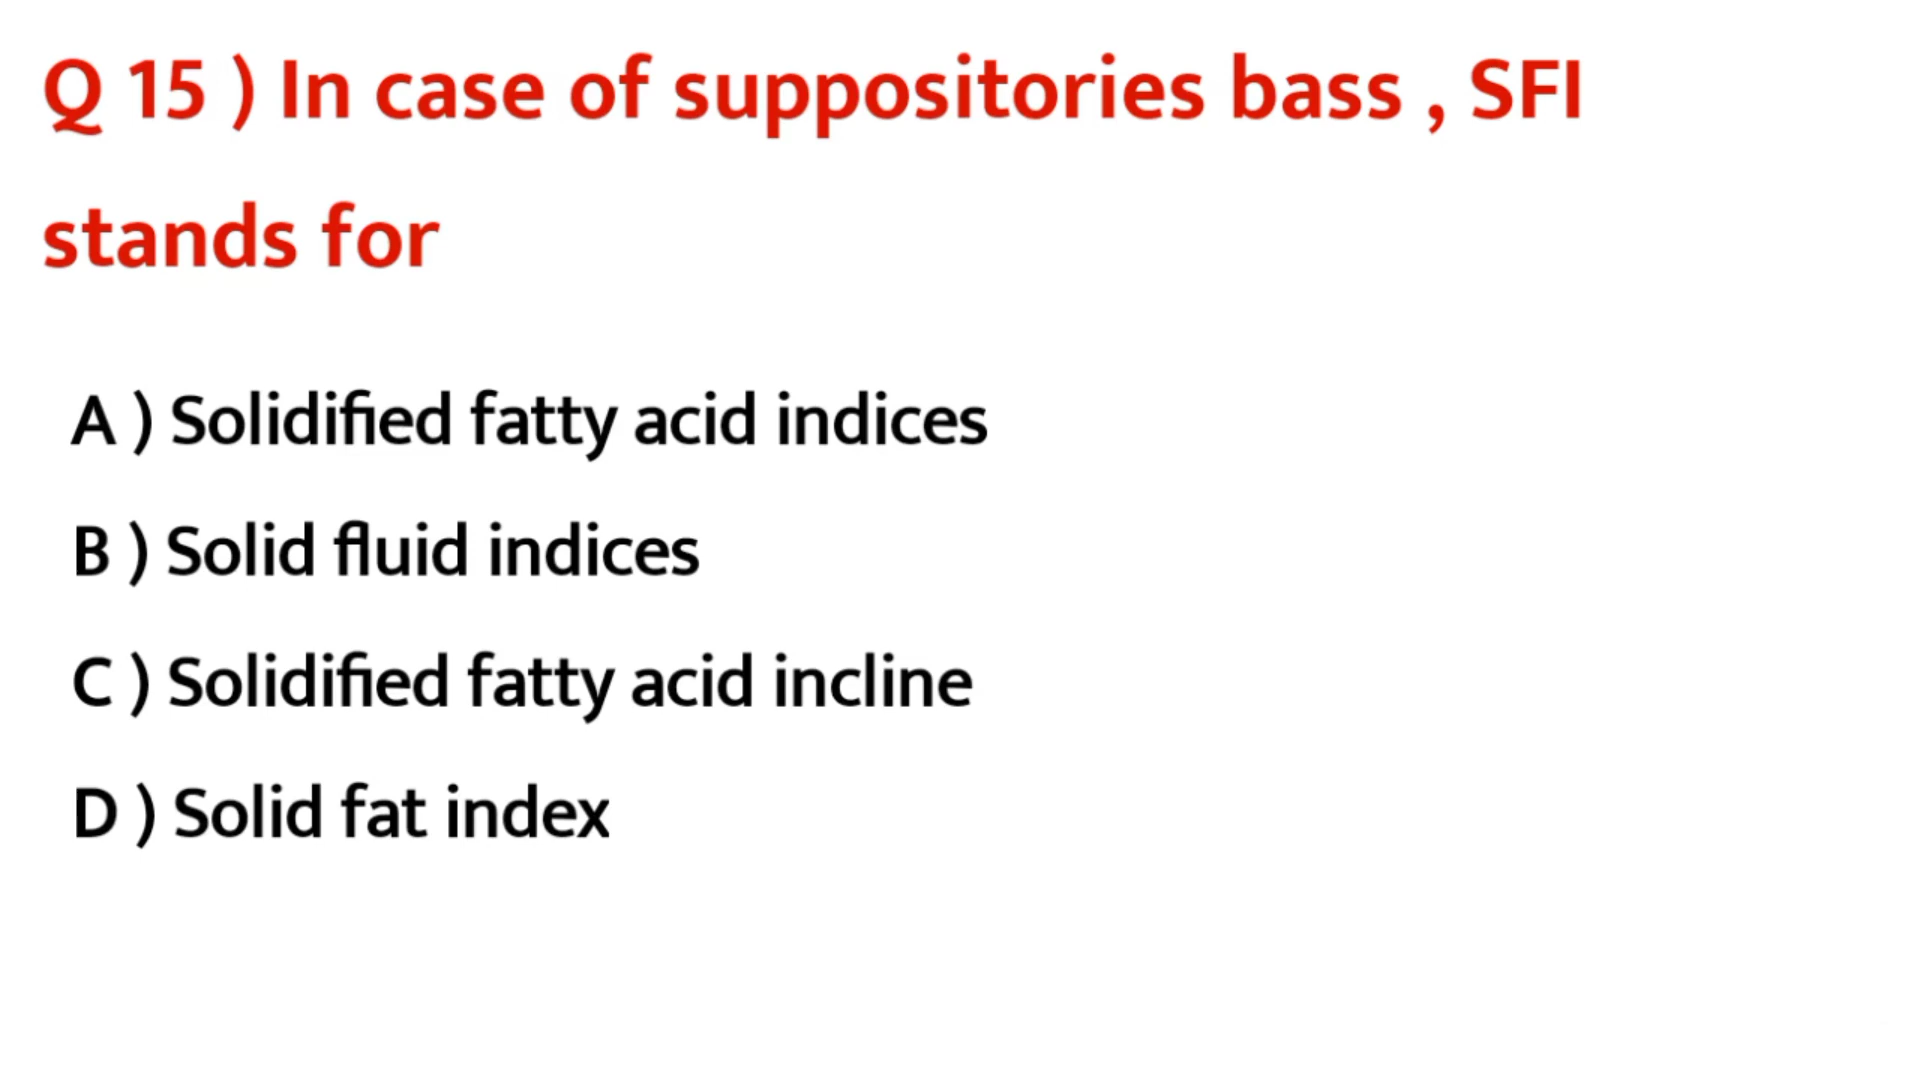 Q 15 ) In case of suppositories bass , SFI
stands for
A ) Solidified fatty acid indices
B ) Solid fluid indices
C ) Solidified fatty acid incline
D ) Solid fat index